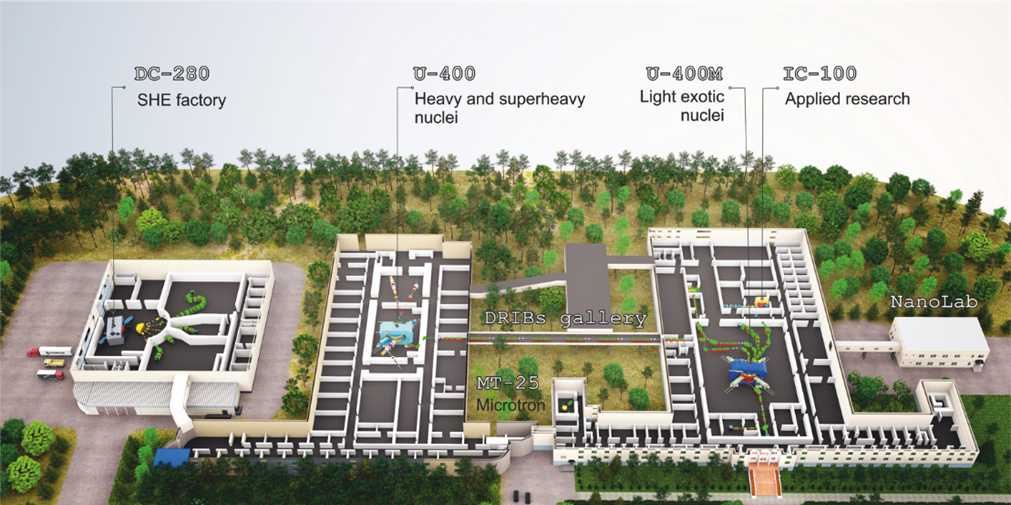 DC-280
SHE factory
U-400
Heavy and superheavy
nuclei
U-400M
Light exotic
nuclei
IC-100
Applied research
NanoLab
DRIBs gallery
MT-25
Microtron